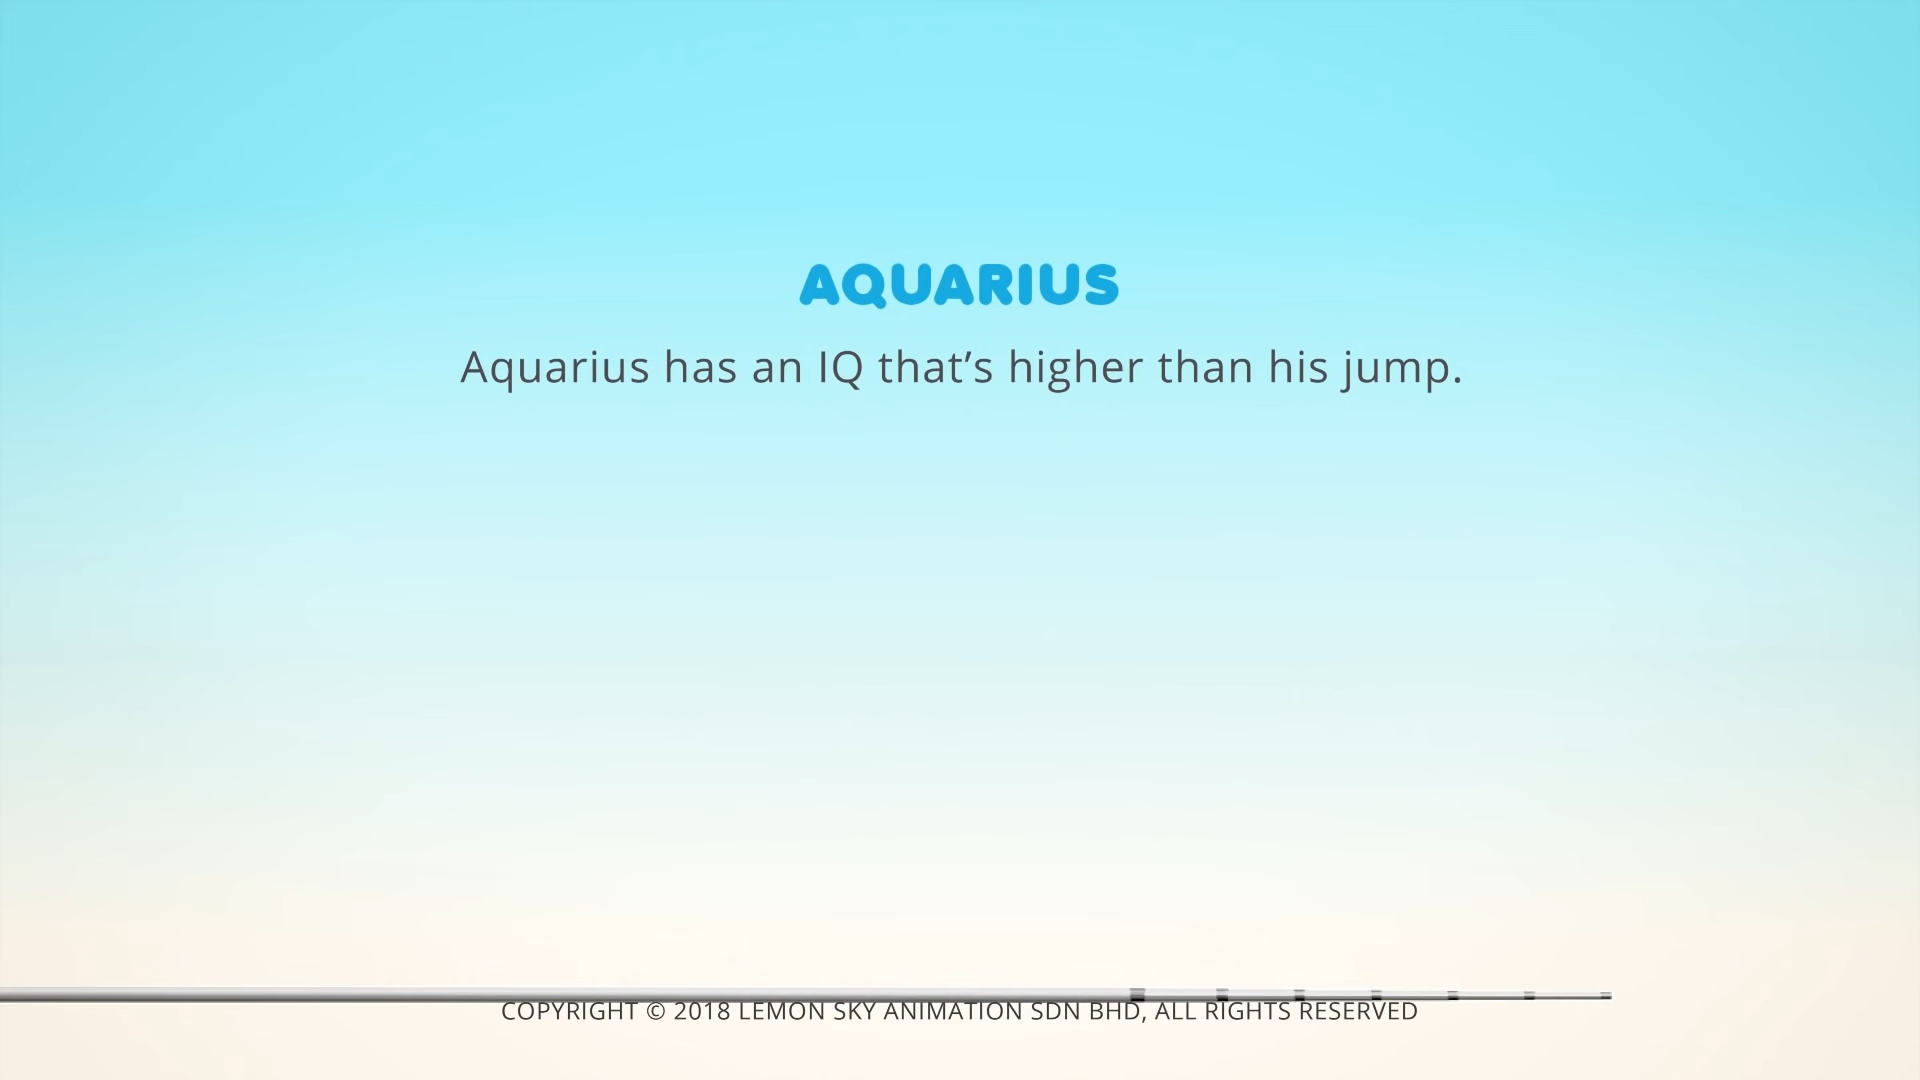 AQUARIUS
Aquarius has an IQ that’s higher than his jump.
COPYRIGHT © 2018 LEMON SKY ANIMATION SDN BHD, ALL RIGHTS RESERVED